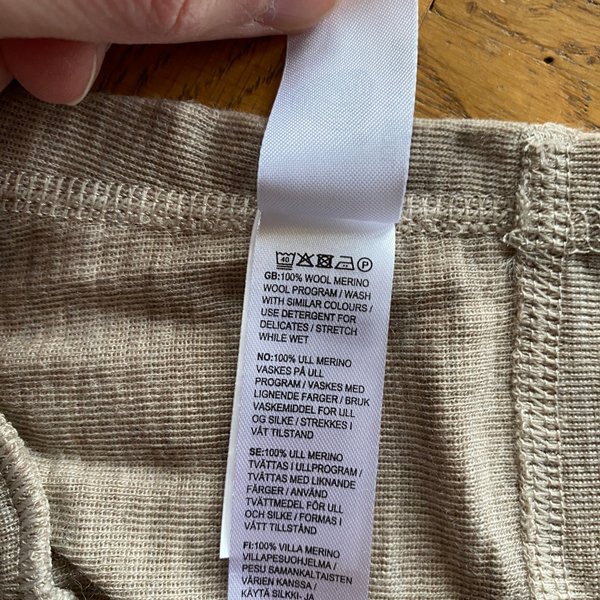 40 P
GB:100% WOOL MERINO
WOOL PROGRAM / WASH
WITH SIMILAR COLOURS /
USE DETERGENT FOR
DELICATES / STRETCH
WHILE WET
NO:100% ULL MERINO
VASKES PÅ ULL
PROGRAM / VASKES MED
LIGNENDE FARGER / BRUK
VASKEMIDDEL FOR ULL
OG SILKE / STREKKES I
VÅT TILSTAND
SE:100% ULL MERINO
TVÄTTAS I ULLPROGRAM /
TVÄTTAS MED LIKNANDE
FÄRGER / ANVÄND
TVÄTTMEDEL FÖR ULL
OCH SILKE / FORMAS I
VÅTT TILLSTÅND
FI:100% VILLA MERINO
VILLAPESUOHJELMA /
PESU SAMANKALTAISTEN
VÄRIEN KANSSA /
KÄYTÄ SILKKI- JA